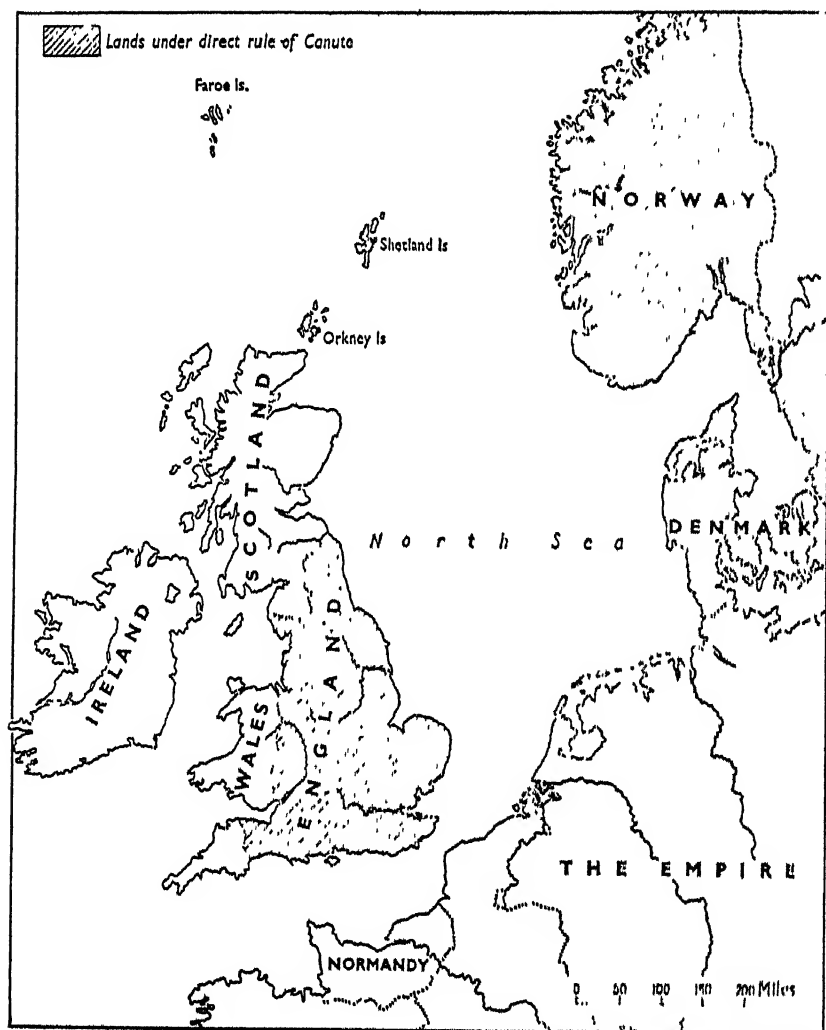 Lands under direct rule of Canute
Faroe Is.
NORWAY
Shetland Is
Orkney Is
SCOTLAND
DENMARK
North Sea
IRELAND
ENGLAND
WALES
THE EMPIRE
NORMANDY
0 50 100 150 200 Miles